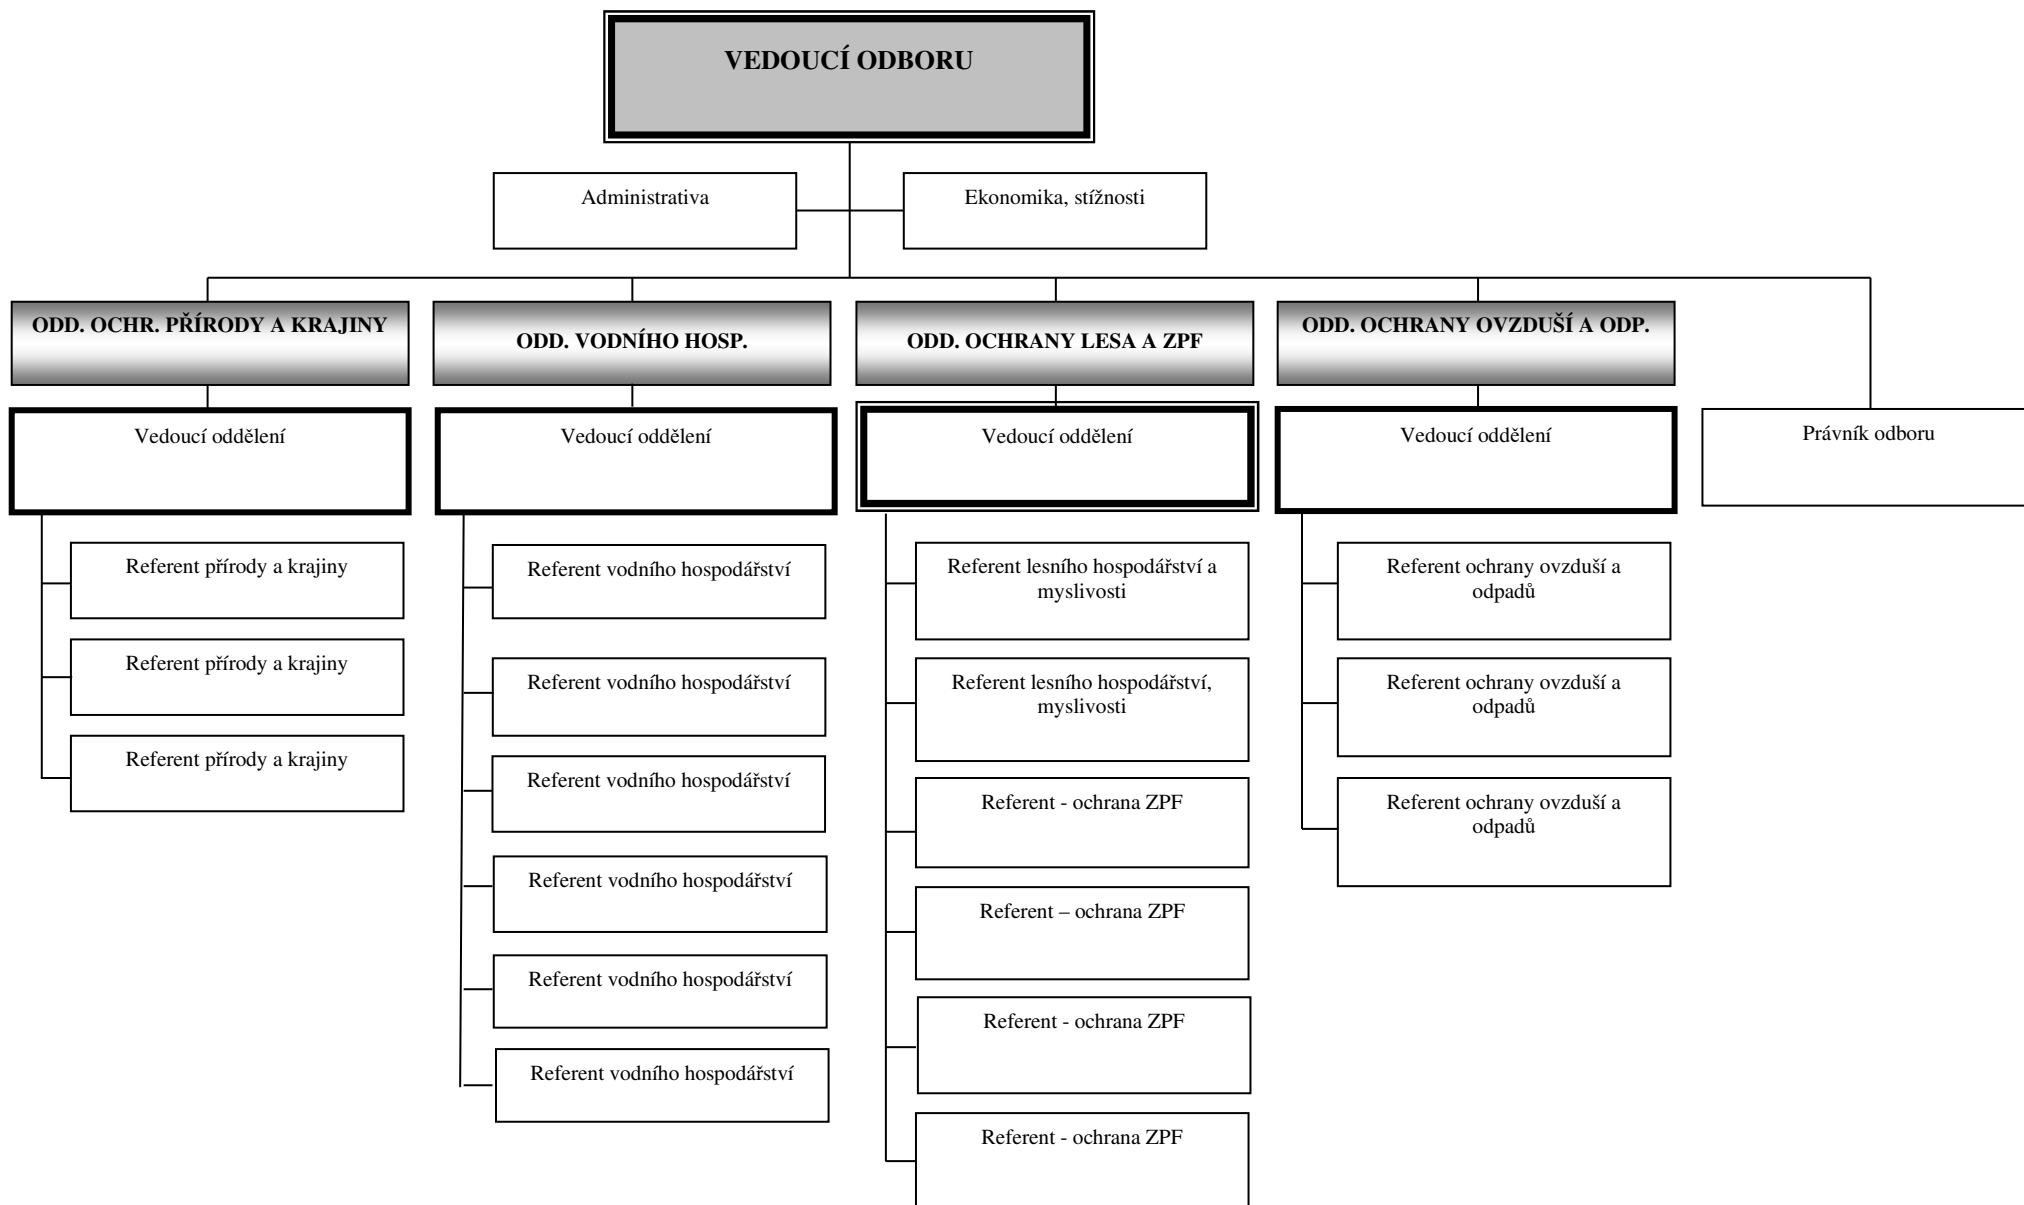 VEDOUCÍ ODBORU
Administrativa
Ekonomika, stížnosti
ODD. OCHR. PŘÍRODY A KRAJINY
ODD. VODNÍHO HOSP.
ODD. OCHRANY LESA A ZPF
ODD. OCHRANY OVZDUŠÍ A ODP.
Vedoucí oddělení
Vedoucí oddělení
Vedoucí oddělení
Vedoucí oddělení
Právník odboru
Referent přírody a krajiny
Referent přírody a krajiny
Referent přírody a krajiny
Referent vodního hospodářství
Referent vodního hospodářství
Referent vodního hospodářství
Referent vodního hospodářství
Referent vodního hospodářství
Referent vodního hospodářství
Referent lesního hospodářství a
myslivosti
Referent lesního hospodářství,
myslivosti
Referent - ochrana ZPF
Referent – ochrana ZPF
Referent - ochrana ZPF
Referent - ochrana ZPF
Referent ochrany ovzduší a
odpadů
Referent ochrany ovzduší a
odpadů
Referent ochrany ovzduší a
odpadů